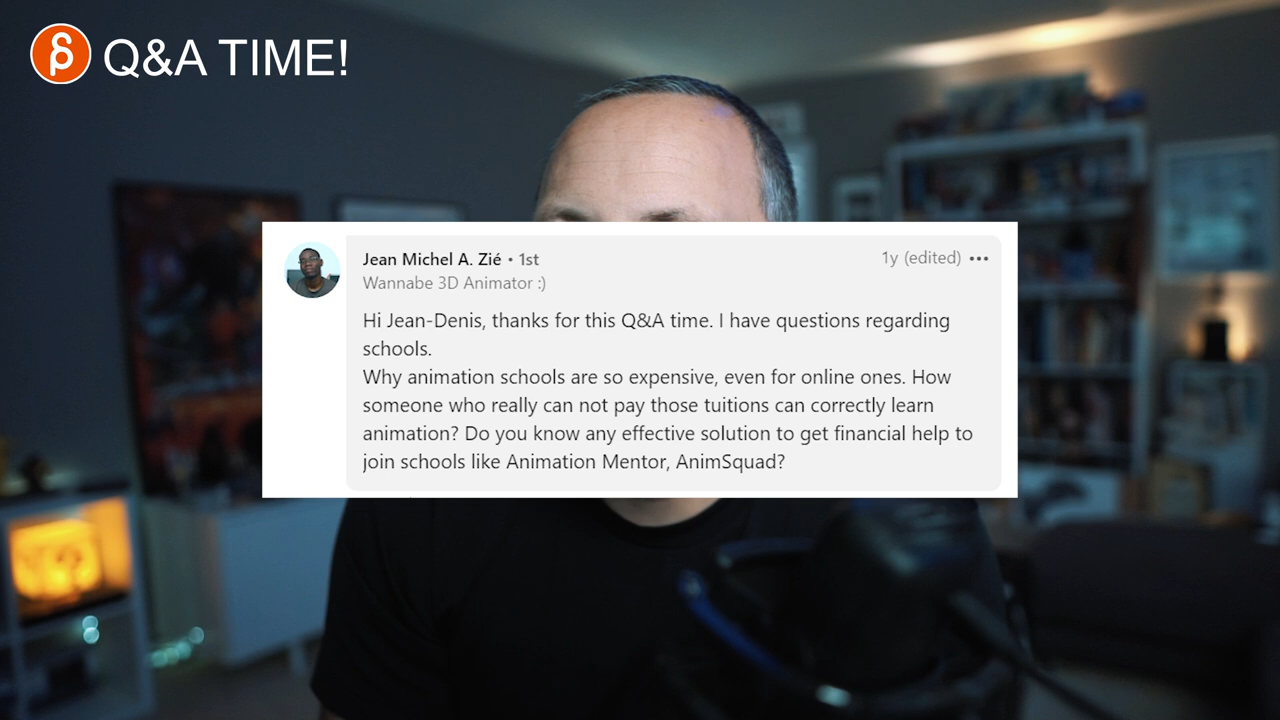 Q&A TIME!
Jean Michel A. Zié • 1st
1y (edited) •••
Wannabe 3D Animator :)
Hi Jean-Denis, thanks for this Q&A time. I have questions regarding
schools.
Why animation schools are so expensive, even for online ones. How
someone who really can not pay those tuitions can correctly learn
animation? Do you know any effective solution to get financial help to
join schools like Animation Mentor, AnimSquad?